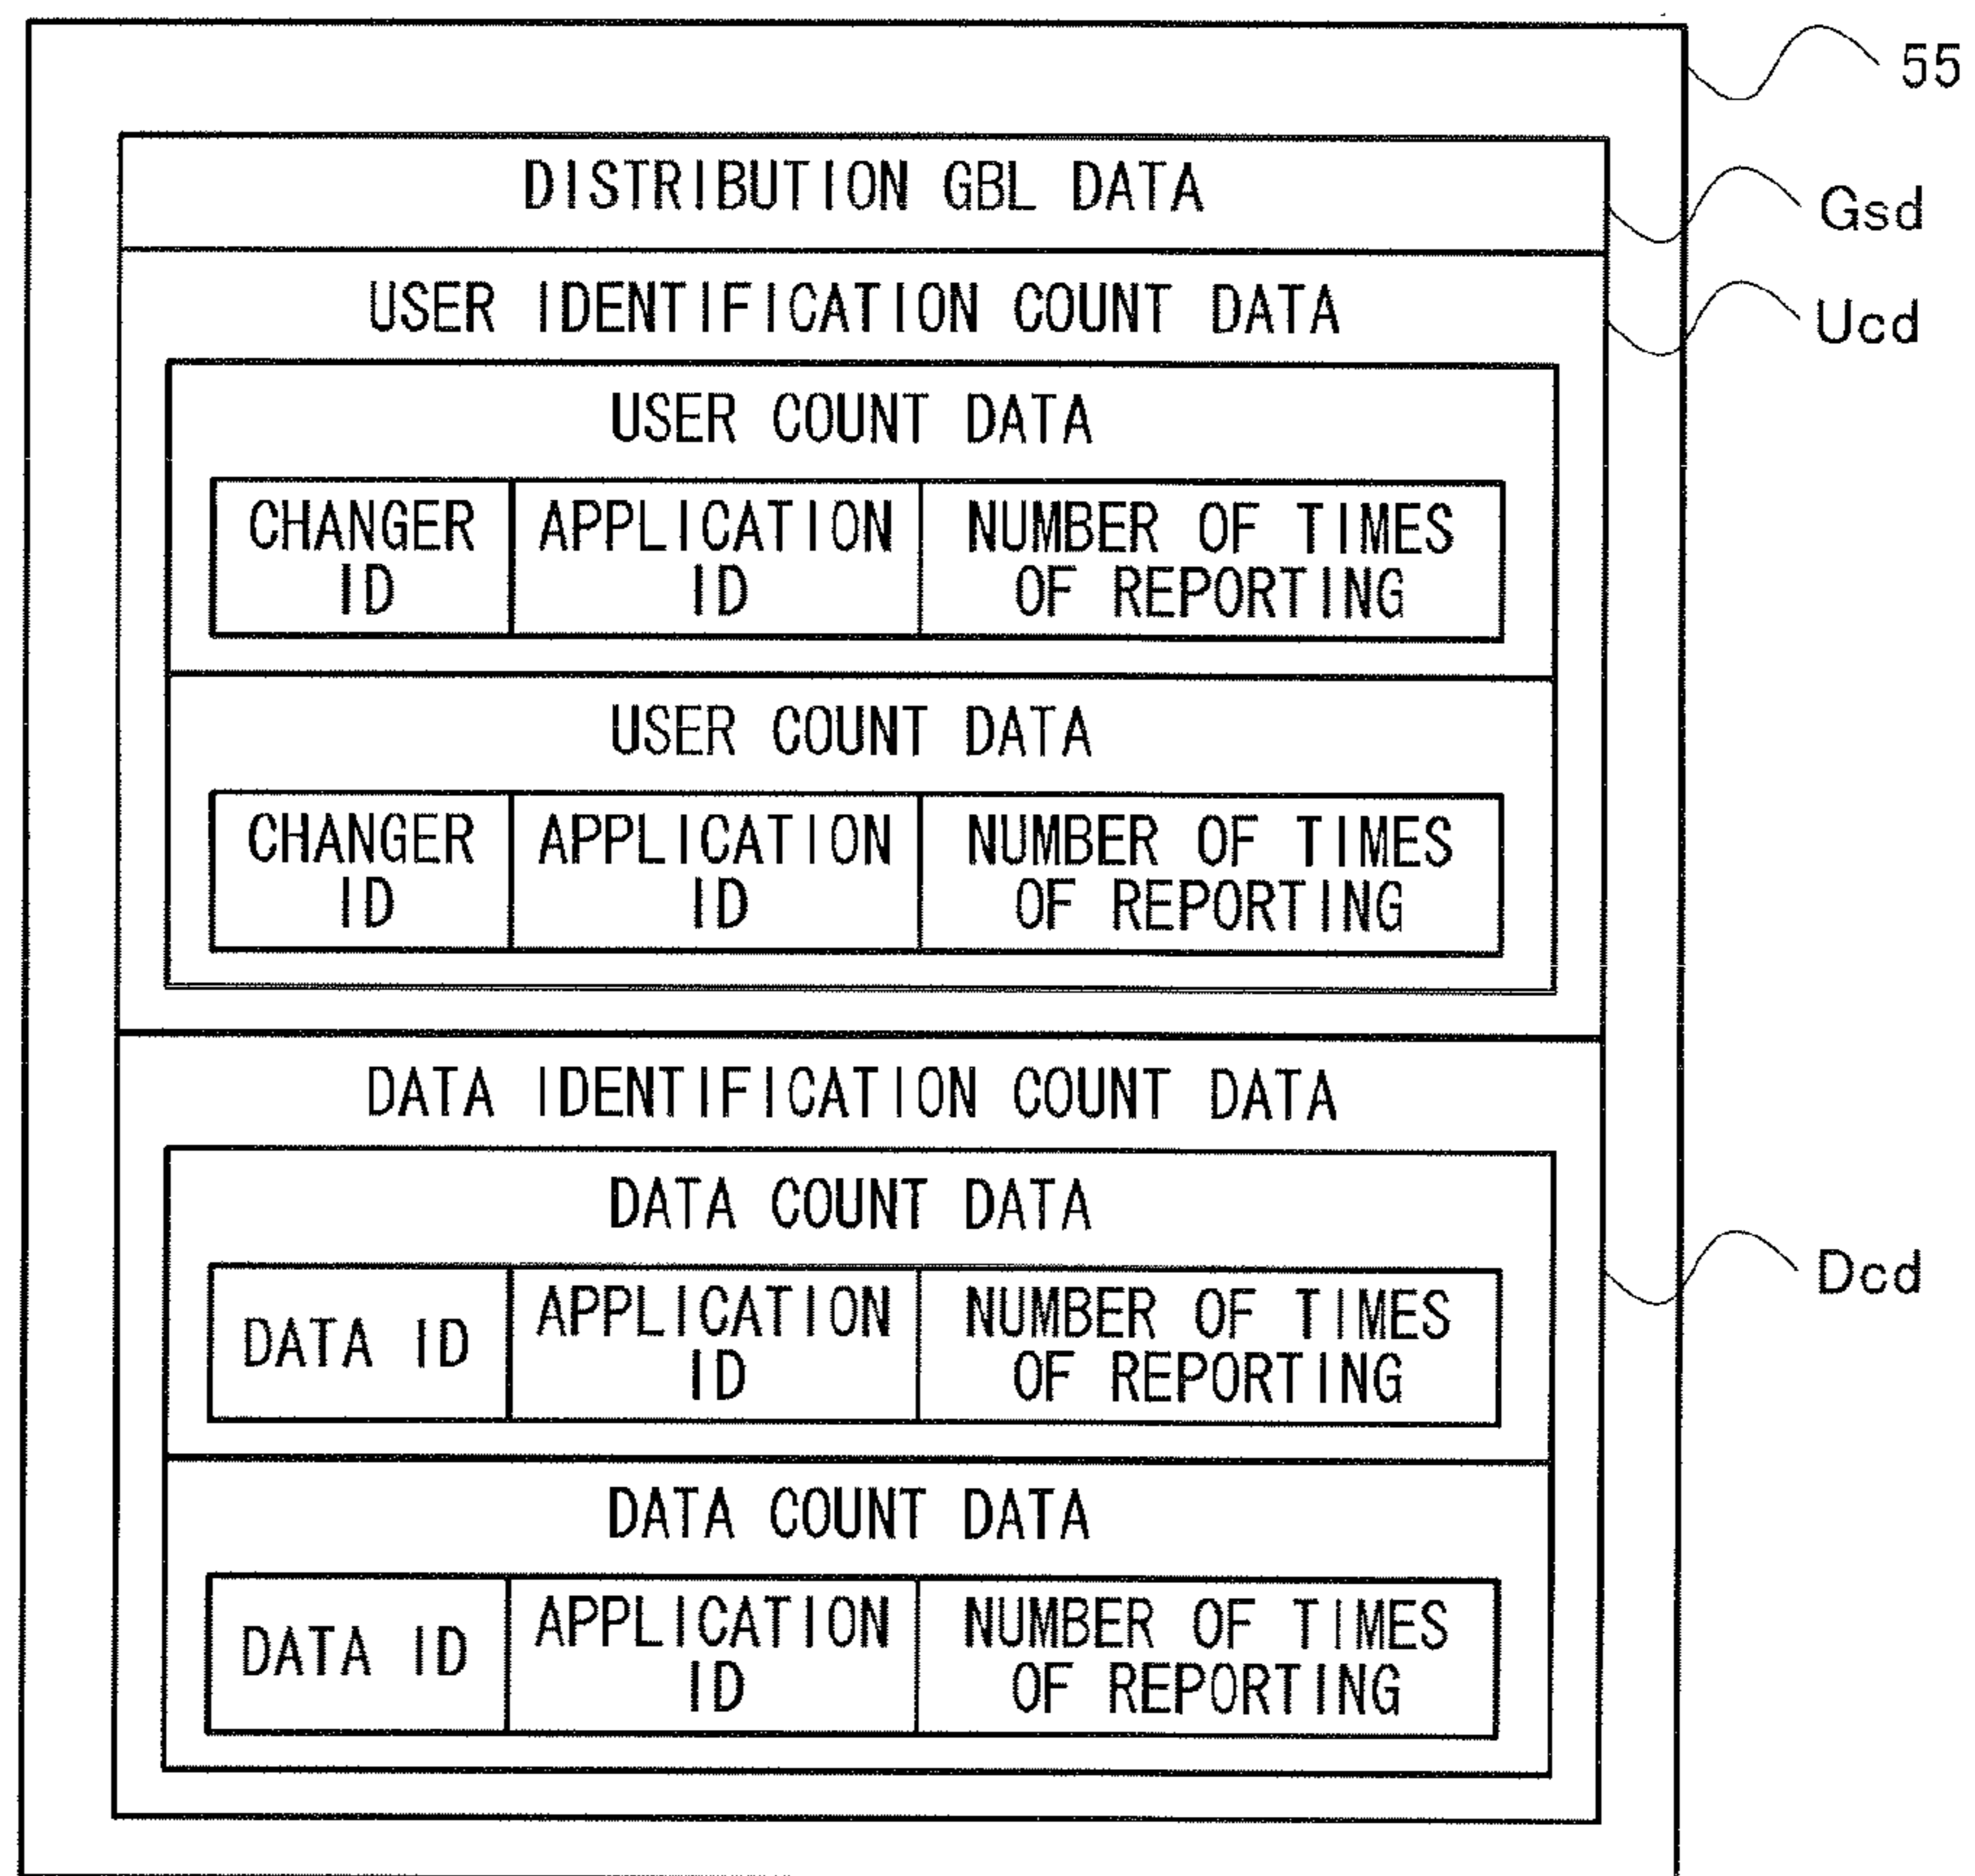 55
DISTRIBUTION GBL DATA
Gsd
USER IDENTIFICATION COUNT DATA
Ucd
USER COUNT DATA
CHANGER
ID
APPLICATION
ID
NUMBER OF TIMES
OF REPORTING
USER COUNT DATA
CHANGER
ID
APPLICATION
ID
NUMBER OF TIMES
OF REPORTING
DATA IDENTIFICATION COUNT DATA
Dcd
DATA COUNT DATA
DATA ID
APPLICATION
ID
NUMBER OF TIMES
OF REPORTING
DATA COUNT DATA
DATA ID
APPLICATION
ID
NUMBER OF TIMES
OF REPORTING